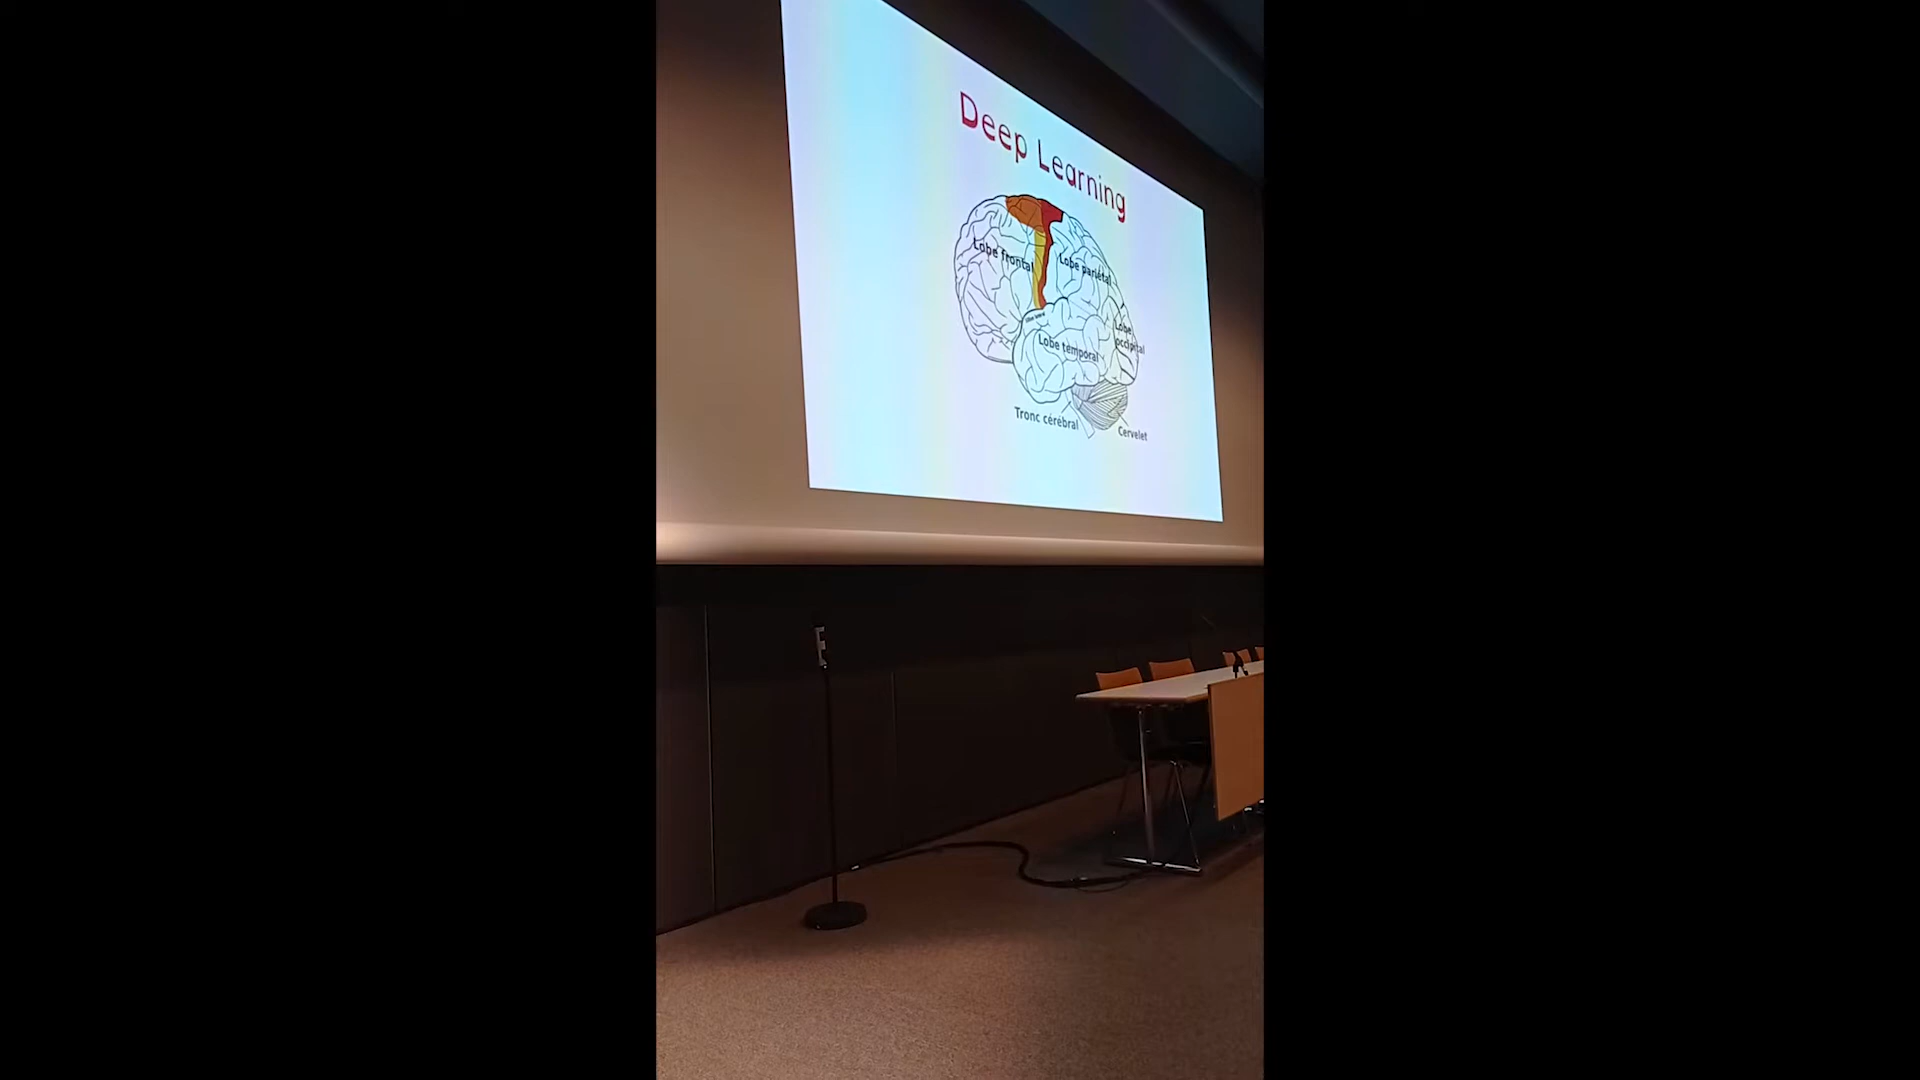 Deep Learning
Lobe frontal
Lobe pariétal
Lobe
occipital
Lobe temporal
Tronc cérébral
Cervelet